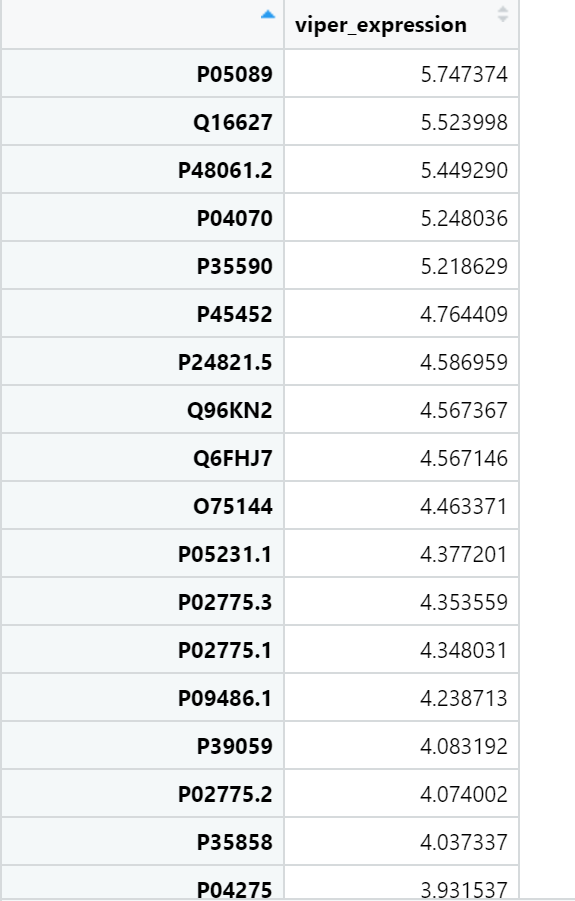 viper_expression
P05089 5.747374
Q16627 5.523998
P48061.2 5.449290
P04070 5.248036
P35590 5.218629
P45452 4.764409
P24821.5 4.586959
Q96KN2 4.567367
Q6FHJ7 4.567146
O75144 4.463371
P05231.1 4.377201
P02775.3 4.353559
P02775.1 4.348031
P09486.1 4.238713
P39059 4.083192
P02775.2 4.074002
P35858 4.037337
P04275 3.931537